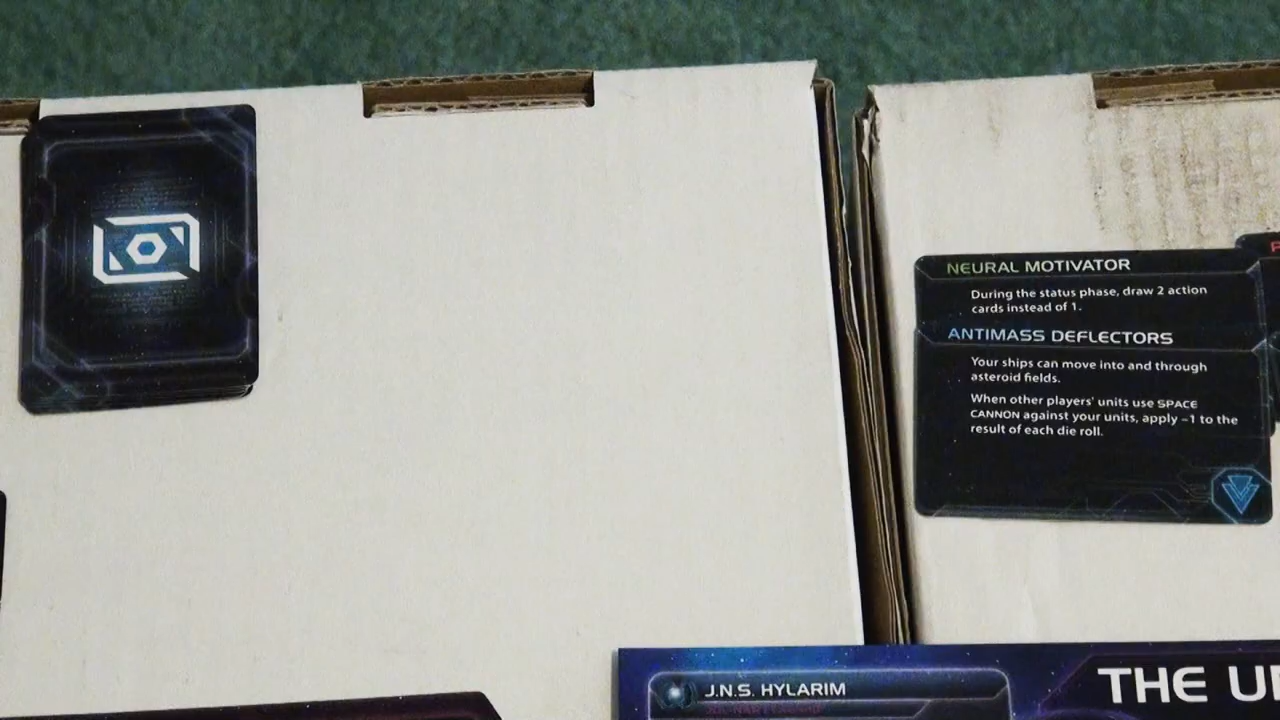 NEURAL MOTIVATOR
During the status phase, draw 2 action
cards instead of 1.
ANTIMASS DEFLECTORS
Your ships can move into and through
asteroid fields.
When other players' units use SPACE
CANNON against your units, apply -1 to the
result of each die roll.
J.N.S. HYLARIM
THE